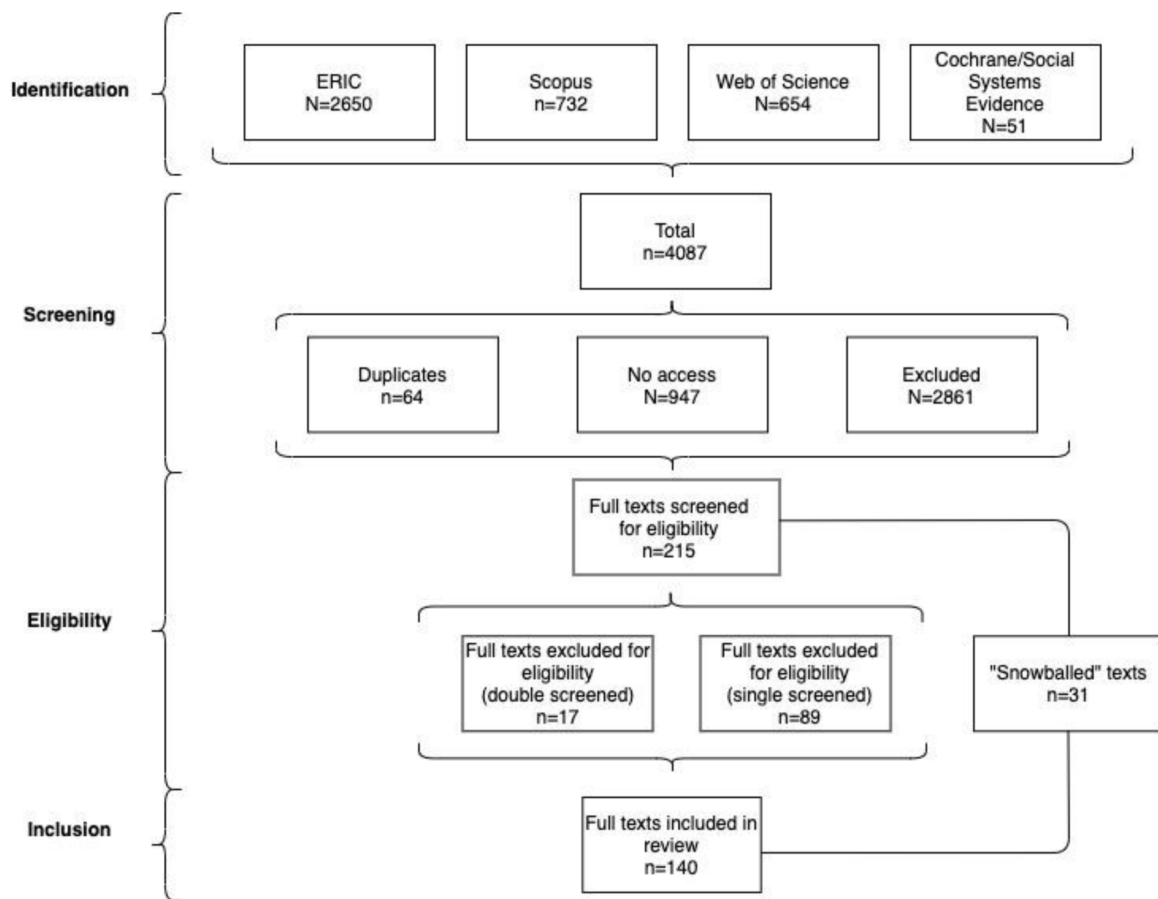 Identification
ERIC
N=2650
Scopus
n=732
Web of Science
N=654
Cochrane/Social
Systems
Evidence
N=51
Screening
Total
n=4087
Duplicates
n=64
No access
N=947
Excluded
N=2861
Eligibility
Full texts screened
for eligibility
n=215
Full texts excluded for
eligibility
(double screened)
n=17
Full texts excluded
for eligibility
(single screened)
n=89
"Snowballed" texts
n=31
Inclusion
Full texts included in
review
n=140